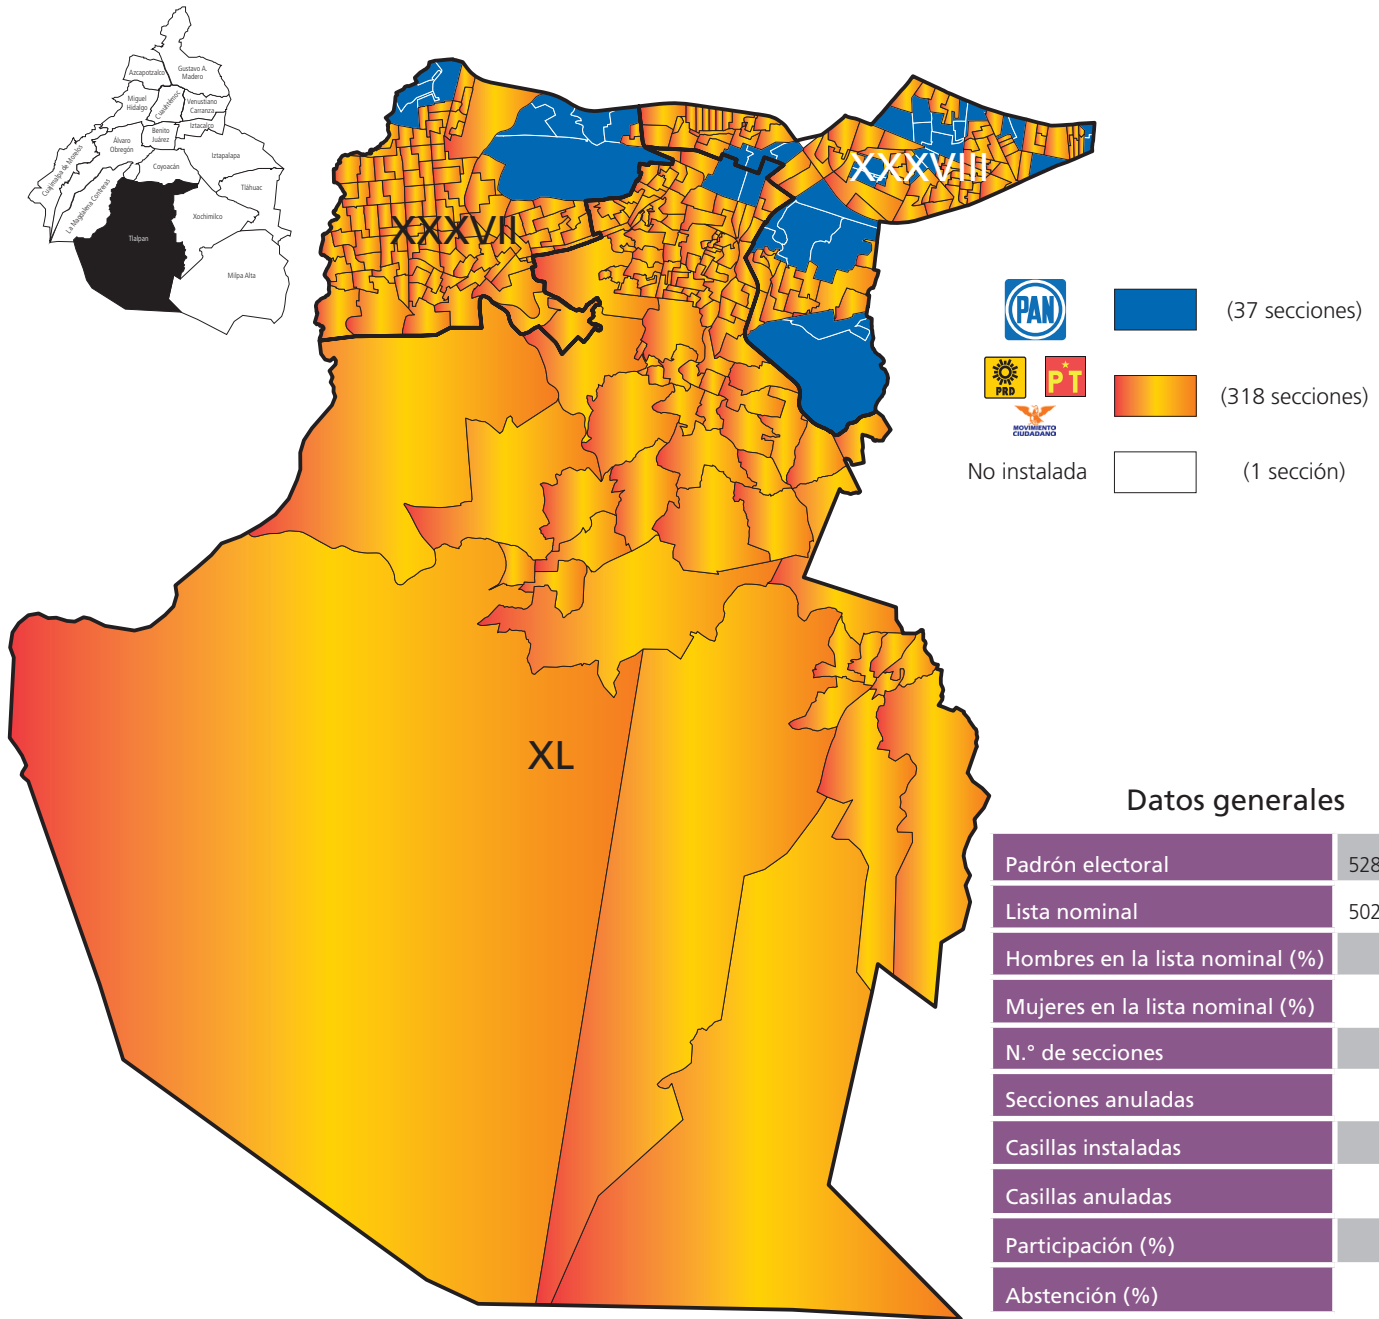 Azcapotzalco
Gustavo A.
Madero
Miguel
Hidalgo
Cuauhtémoc
Venustiano
Carranza
Iztacalco
Benito
Juárez
Álvaro
Obregón
Cuajimalpa de Morelos
La Magdalena Contreras
Coyoacán
Iztapalapa
Tláhuac
Xochimilco
Tlalpan
Milpa Alta
XXXVII
XXXVIII
XL
PAN
(37 secciones)
PRD
PT
MOVIMIENTO
CIUDADANO
(318 secciones)
No instalada
(1 sección)
Datos generales
Padrón electoral 528
Lista nominal 502
Hombres en la lista nominal (%)
Mujeres en la lista nominal (%)
N.° de secciones
Secciones anuladas
Casillas instaladas
Casillas anuladas
Participación (%)
Abstención (%)